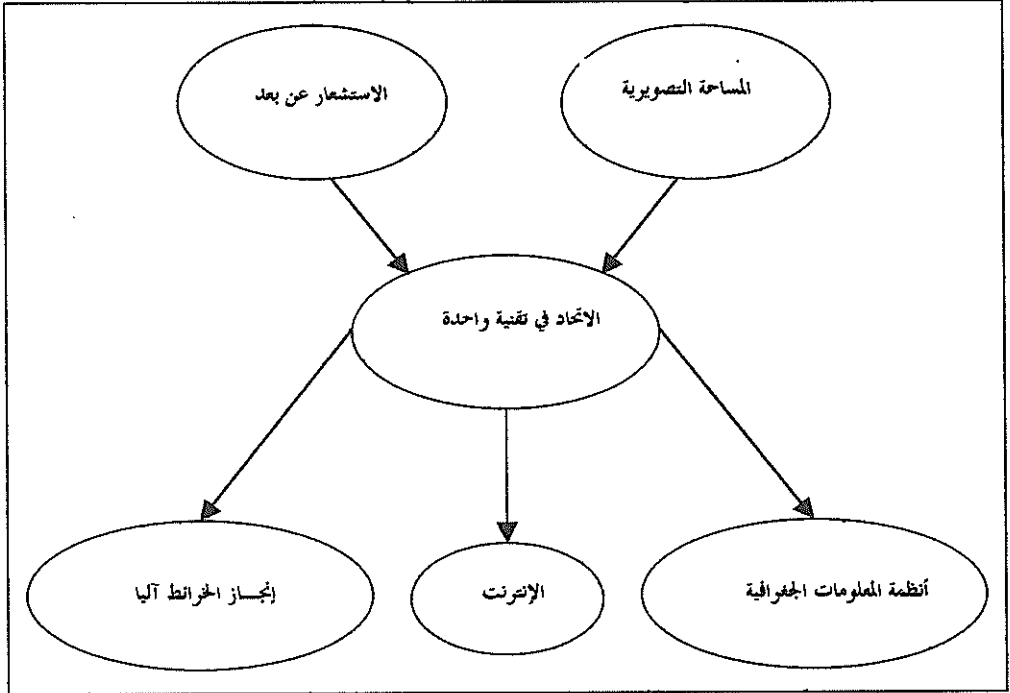 المساحة التصويرية
الاستشعار عن بعد
الاتحاد في تقنية واحدة
أنظمة المعلومات الجغرافية
الإنترنت
إنجاز الخرائط آليا